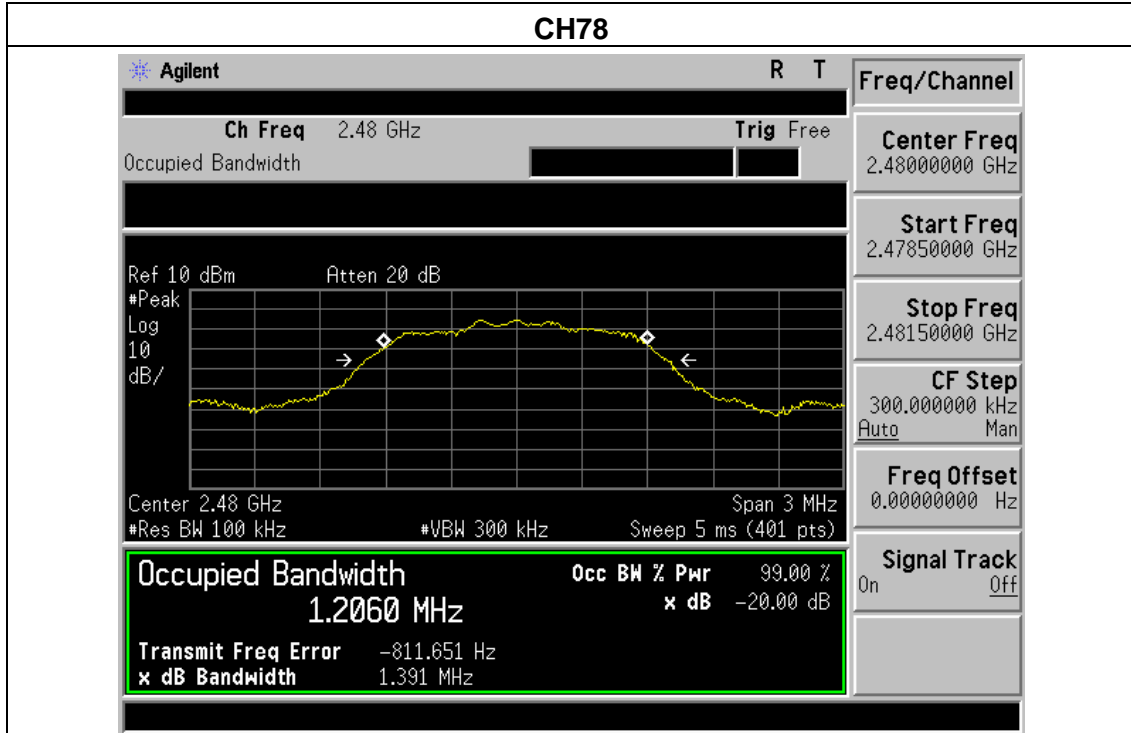 CH78
Agilent R T
Freq/Channel
Ch Freq 2.48 GHz Trig Free
Occupied Bandwidth
Center Freq
2.48000000 GHz
Start Freq
2.47850000 GHz
Stop Freq
2.48150000 GHz
CF Step
300.000000 kHz
Auto Man
Freq Offset
0.00000000 Hz
Signal Track
On Off
Ref 10 dBm Atten 20 dB
#Peak
Log
10
dB/
Center 2.48 GHz Span 3 MHz
#Res BW 100 kHz #VBW 300 kHz Sweep 5 ms (401 pts)
Occupied Bandwidth Occ BW % Pwr 99.00 %
1.2060 MHz x dB -20.00 dB
Transmit Freq Error -811.651 Hz
x dB Bandwidth 1.391 MHz